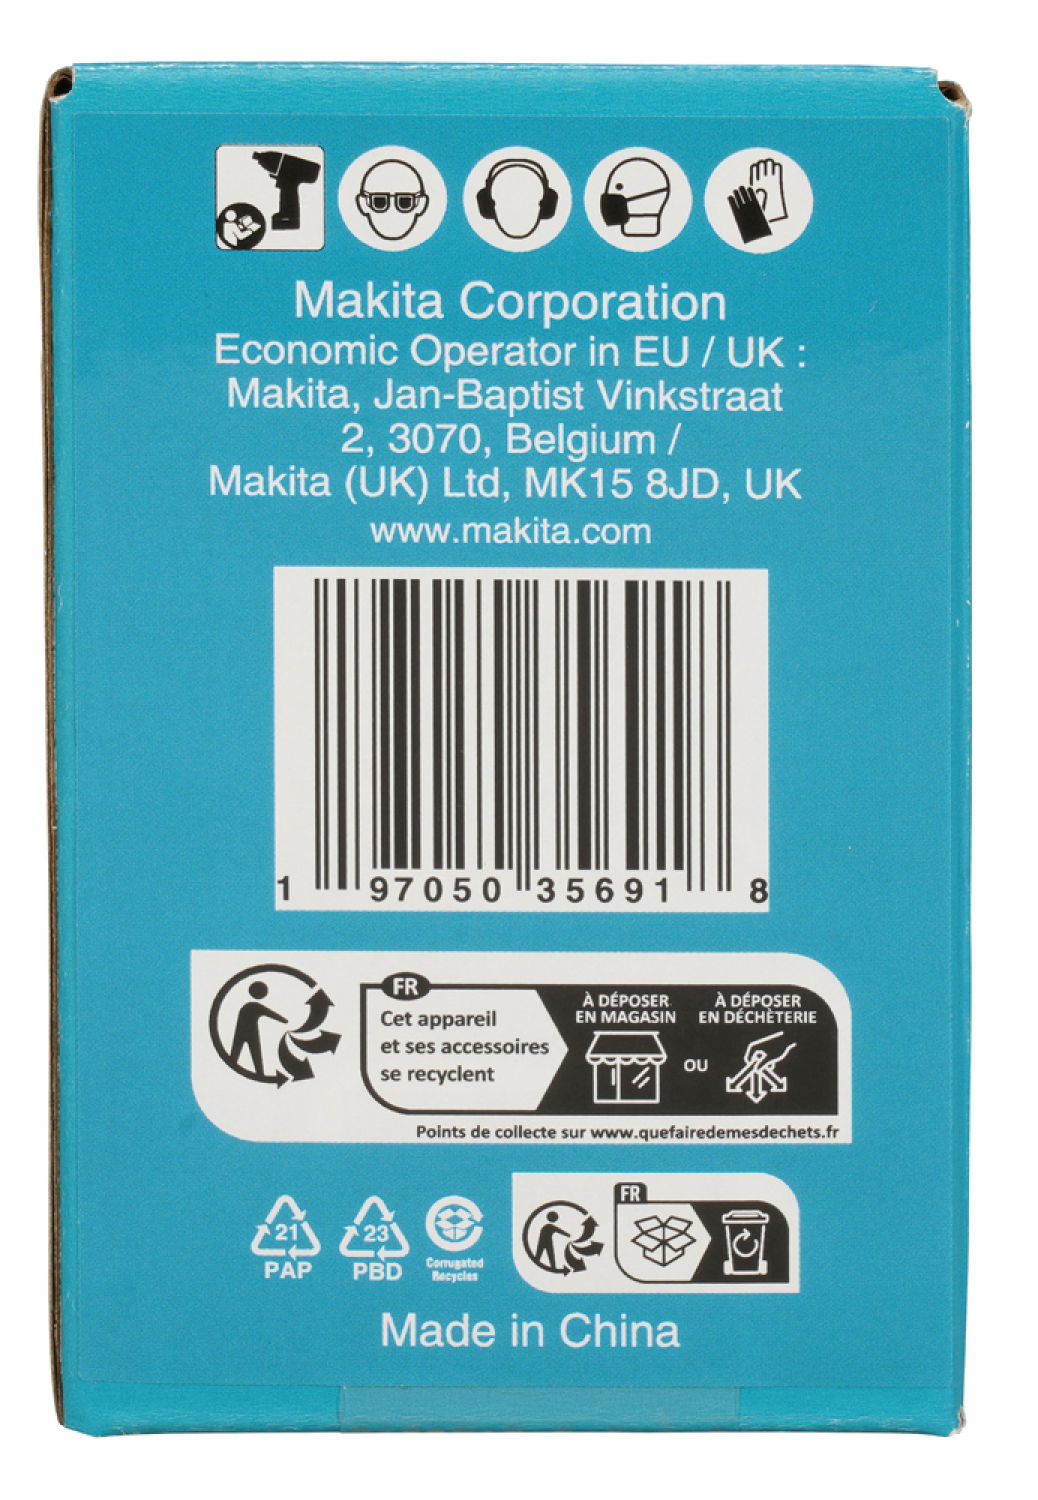 Makita Corporation
Economic Operator in EU / UK :
Makita, Jan-Baptist Vinkstraat
2, 3070, Belgium /
Makita (UK) Ltd, MK15 8JD, UK
www.makita.com
1 97050 35691 8
FR
Cet appareil
et ses accessoires
se recyclent
À DÉPOSER
EN MAGASIN
OU
À DÉPOSER
EN DÉCHÈTERIE
Points de collecte sur www.quefairedemesdechets.fr
21
PAP
23
PBD
Corrugated
Recycles
FR
Made in China